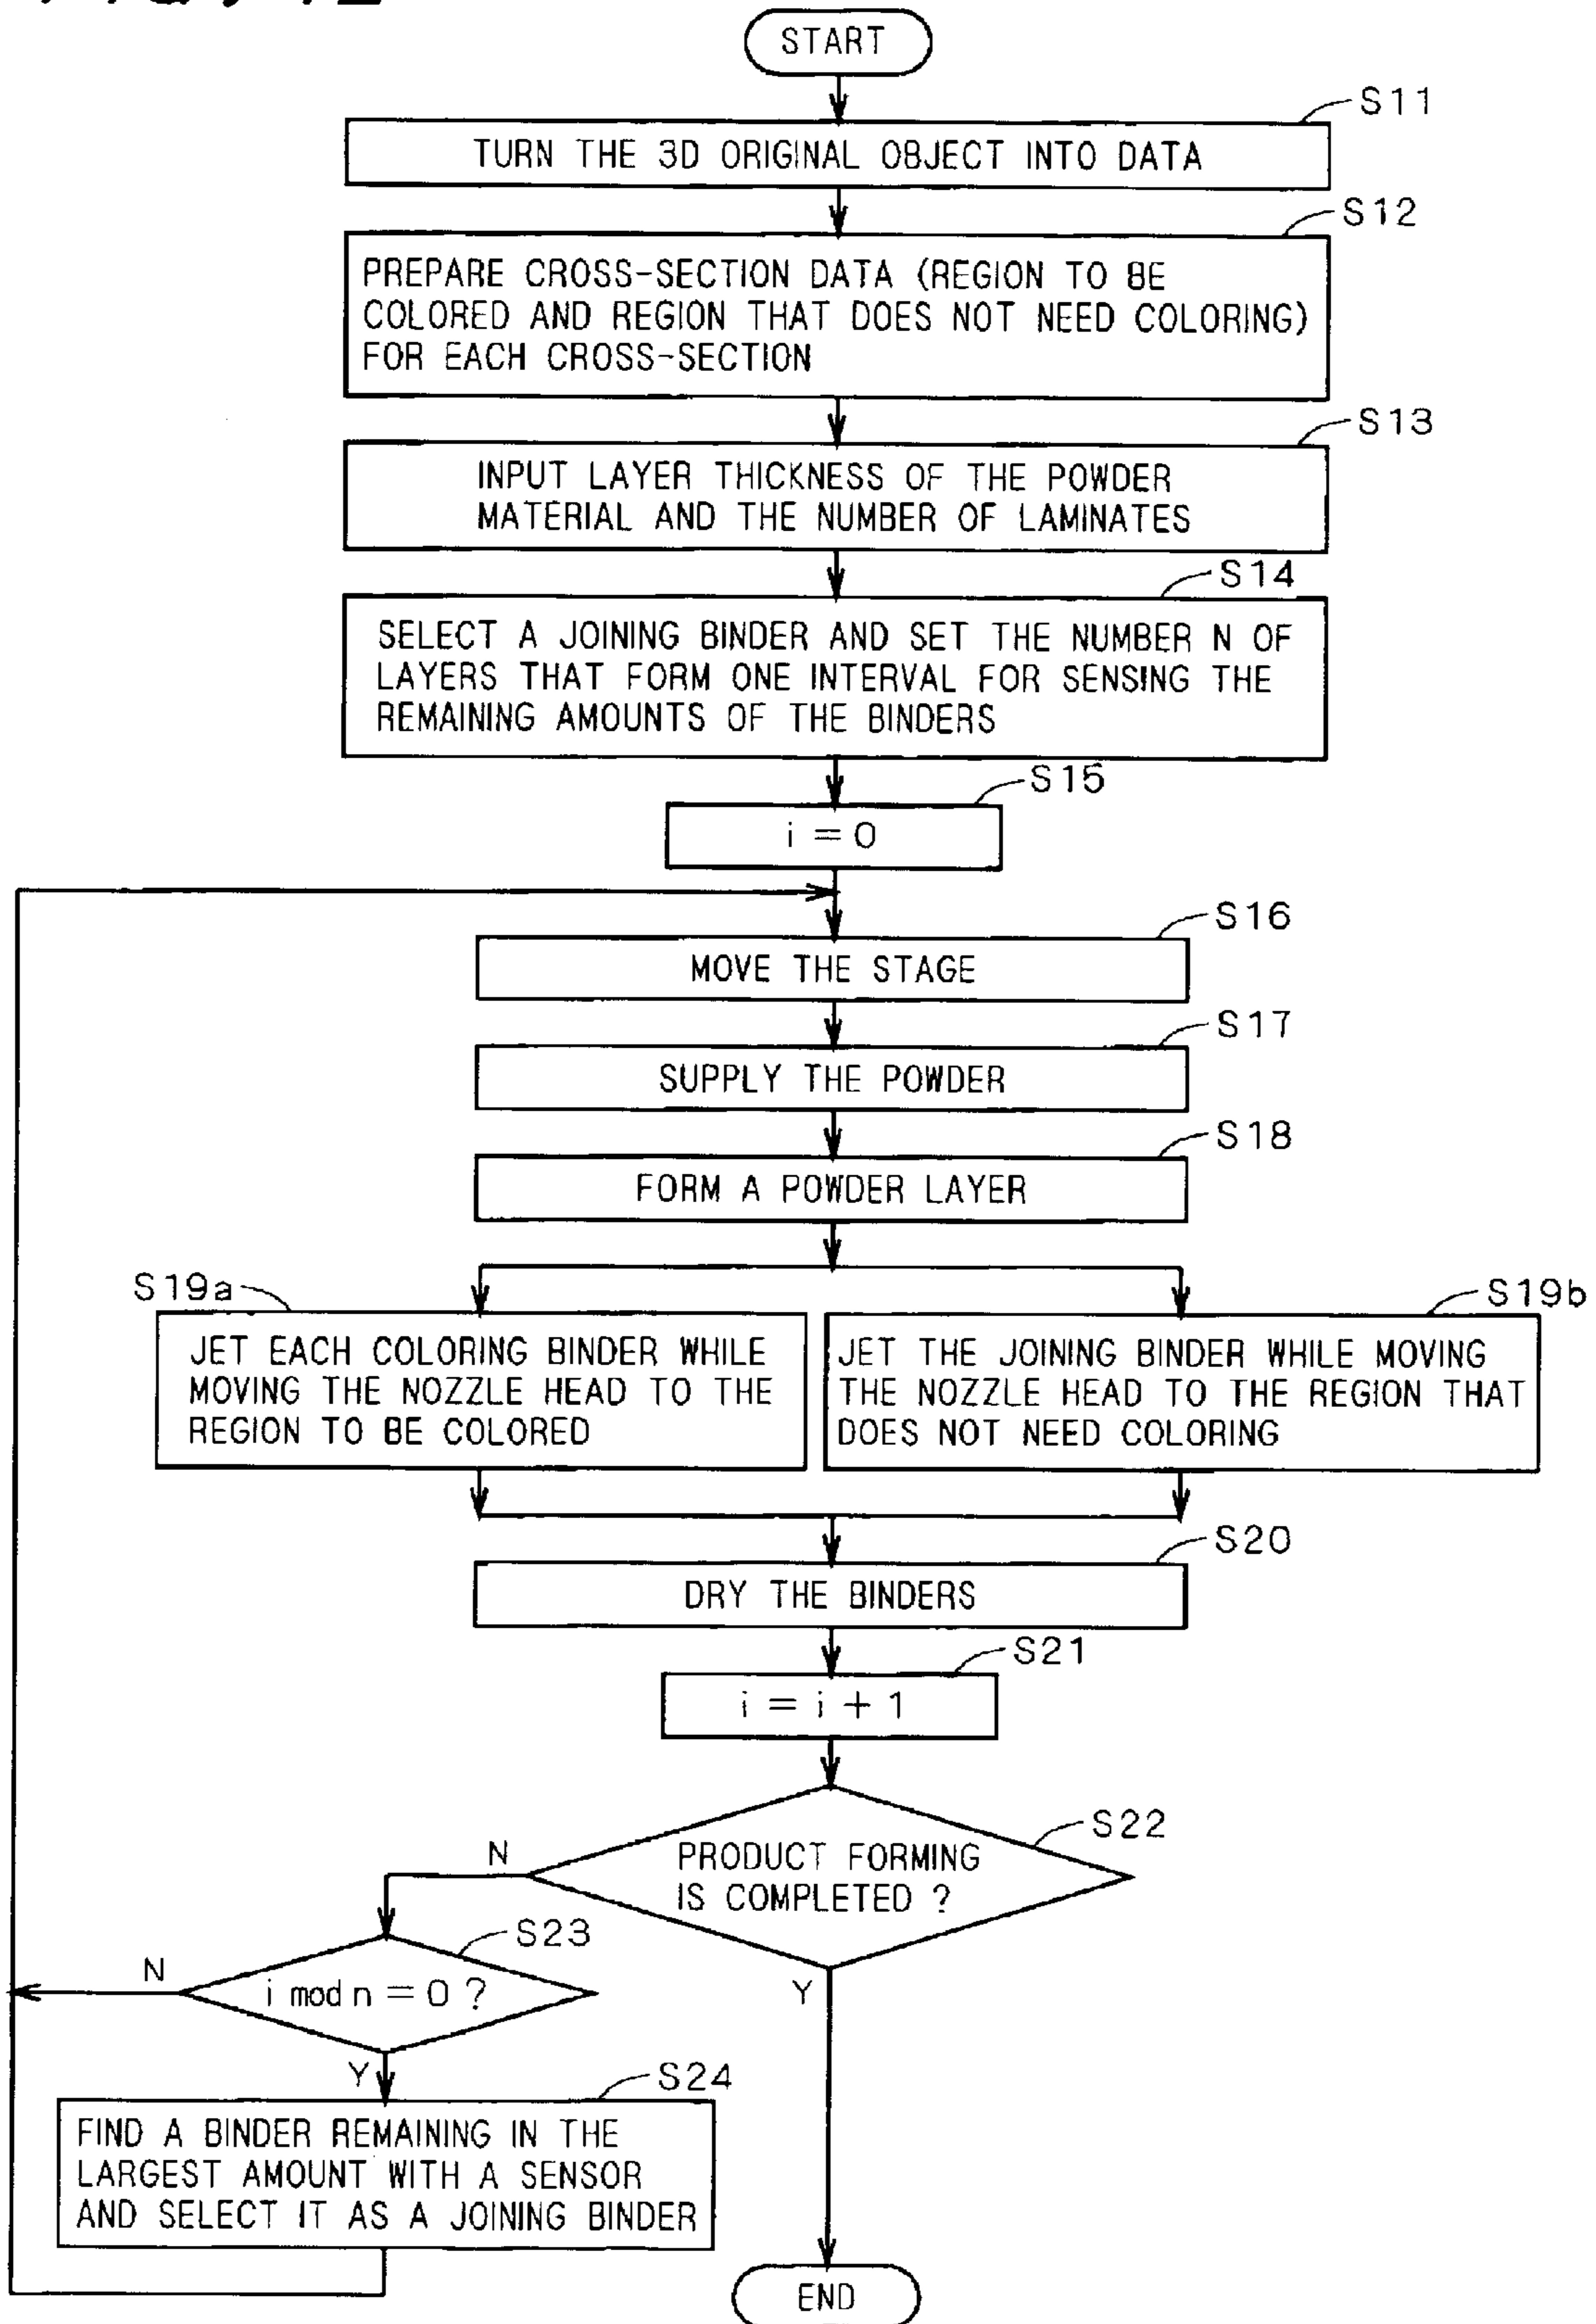 START
S11
TURN THE 3D ORIGINAL OBJECT INTO DATA
S12
PREPARE CROSS-SECTION DATA (REGION TO BE
COLORED AND REGION THAT DOES NOT NEED COLORING)
FOR EACH CROSS-SECTION
S13
INPUT LAYER THICKNESS OF THE POWDER
MATERIAL AND THE NUMBER OF LAMINATES
S14
SELECT A JOINING BINDER AND SET THE NUMBER N OF
LAYERS THAT FORM ONE INTERVAL FOR SENSING THE
REMAINING AMOUNTS OF THE BINDERS
S15
i = 0
S16
MOVE THE STAGE
S17
SUPPLY THE POWDER
S18
FORM A POWDER LAYER
S19a
JET EACH COLORING BINDER WHILE
MOVING THE NOZZLE HEAD TO THE
REGION TO BE COLORED
S19b
JET THE JOINING BINDER WHILE MOVING
THE NOZZLE HEAD TO THE REGION THAT
DOES NOT NEED COLORING
S20
DRY THE BINDERS
S21
i = i + 1
S22
PRODUCT FORMING
IS COMPLETED ?
N
Y
S23
i mod n = 0 ?
N
Y
S24
FIND A BINDER REMAINING IN THE
LARGEST AMOUNT WITH A SENSOR
AND SELECT IT AS A JOINING BINDER
END